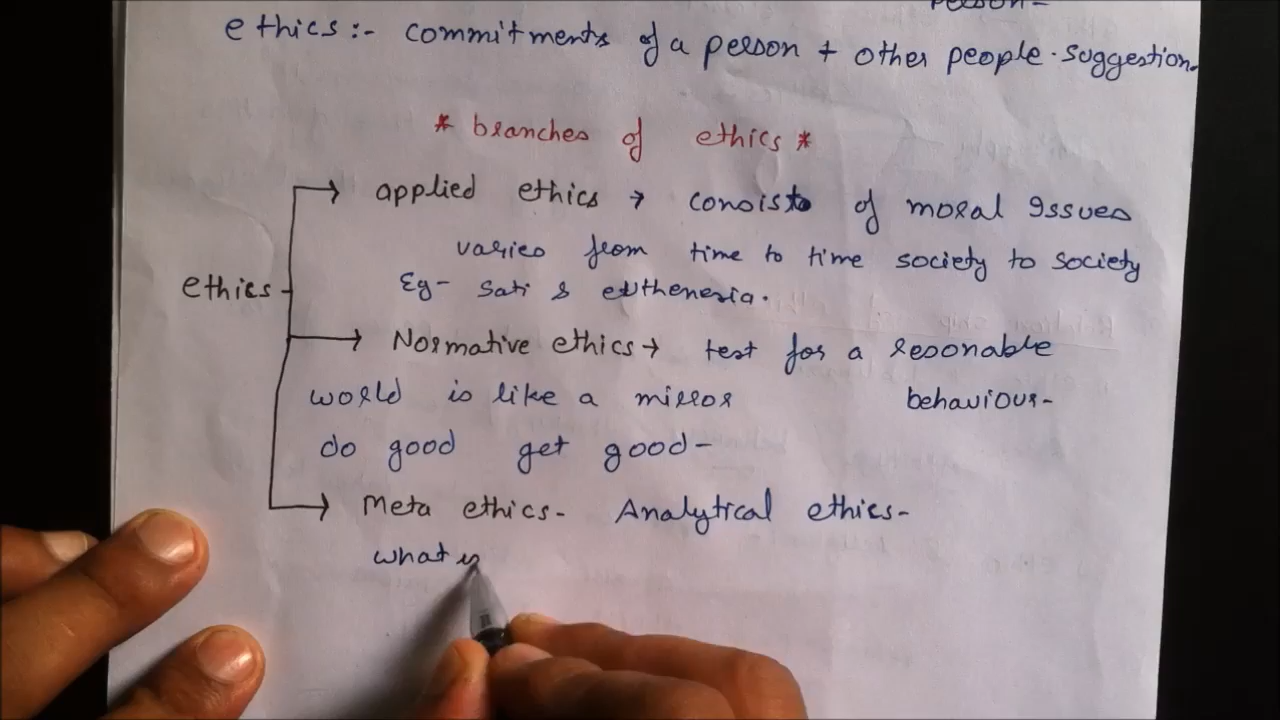 person-
ethics:- commitments of a person + other people.suggestion.
* branches of ethics *
applied ethics → consists of moral Issues
varies from time to time society to society
ethics-
Eg- Sati & euthenesia.
Normative ethics → test for a resonable
world is like a mirror behaviour-
do good get good-
Meta ethics- Analytical ethics-
what is